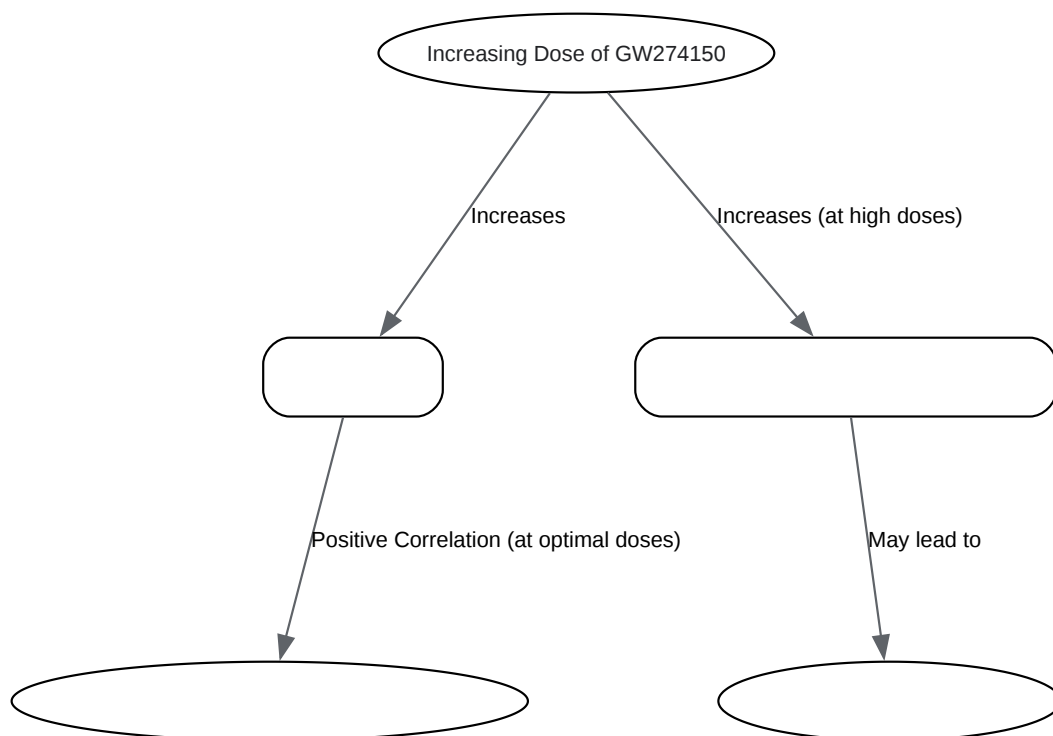 Increasing Dose of GW274150
Increases
Increases (at high doses)
Positive Correlation (at optimal doses)
May lead to